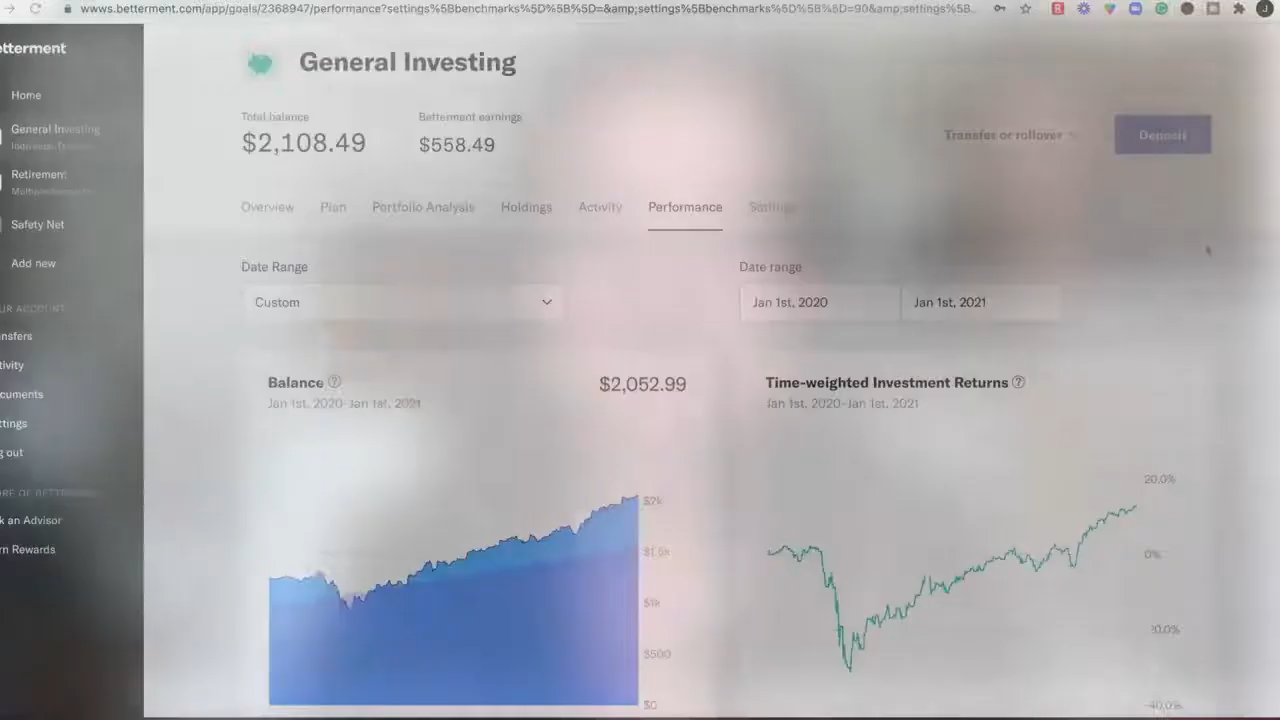 wwws.betterment.com/app/goals/2368947/performance?settings%5Bbenchmarks%5D%5B%5D=&amp;settings%5Bbenchmarks%5D%5B%5D=90&amp;settings%5B...
etterment
General Investing
Total balance
Betterment earnings
$2,108.49
$558.49
Transfer or rollover
Deposit
Home
General Investing
Retirement
Safety Net
Add new
UR ACCOUNT
nsfers
tivity
cuments
ttings
g out
k an Advisor
rn Rewards
Overview
Plan
Portfolio Analysis
Holdings
Activity
Performance
Settings
Date Range
Custom
Date range
Jan 1st, 2020
Jan 1st, 2021
Balance
$2,052.99
Jan 1st, 2020-Jan 1st, 2021
$2k
$1.5k
$1k
$500
$0
Time-weighted Investment Returns
Jan 1st, 2020-Jan 1st, 2021
20.0%
0%
20.0%
-40.0%